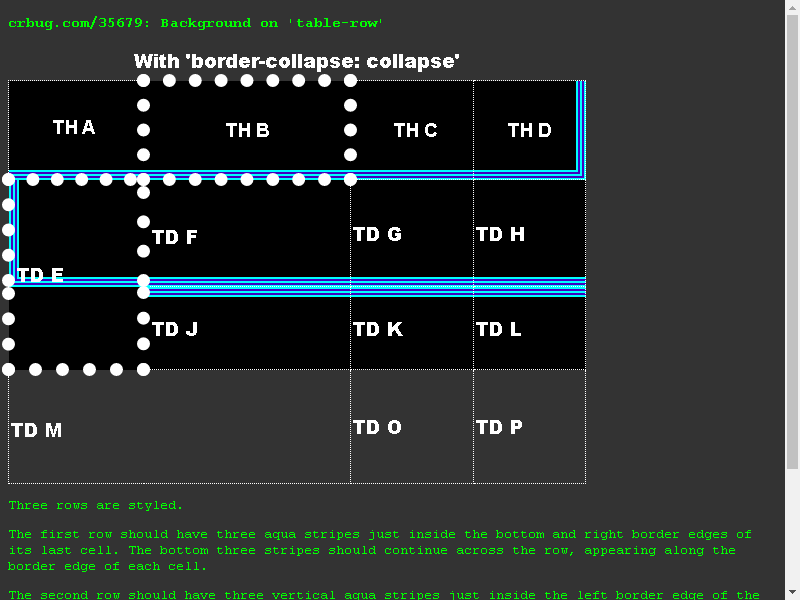 crbug.com/35679: Background on 'table-row'
With 'border-collapse: collapse'
TH A TH B TH C TH D
TD F TD G TD H
TD E
TD J TD K TD L
TD M TD O TD P
Three rows are styled.
The first row should have three aqua stripes just inside the bottom and right border edges of
its last cell. The bottom three stripes should continue across the row, appearing along the
border edge of each cell.
The second row should have three vertical aqua stripes just inside the left border edge of the